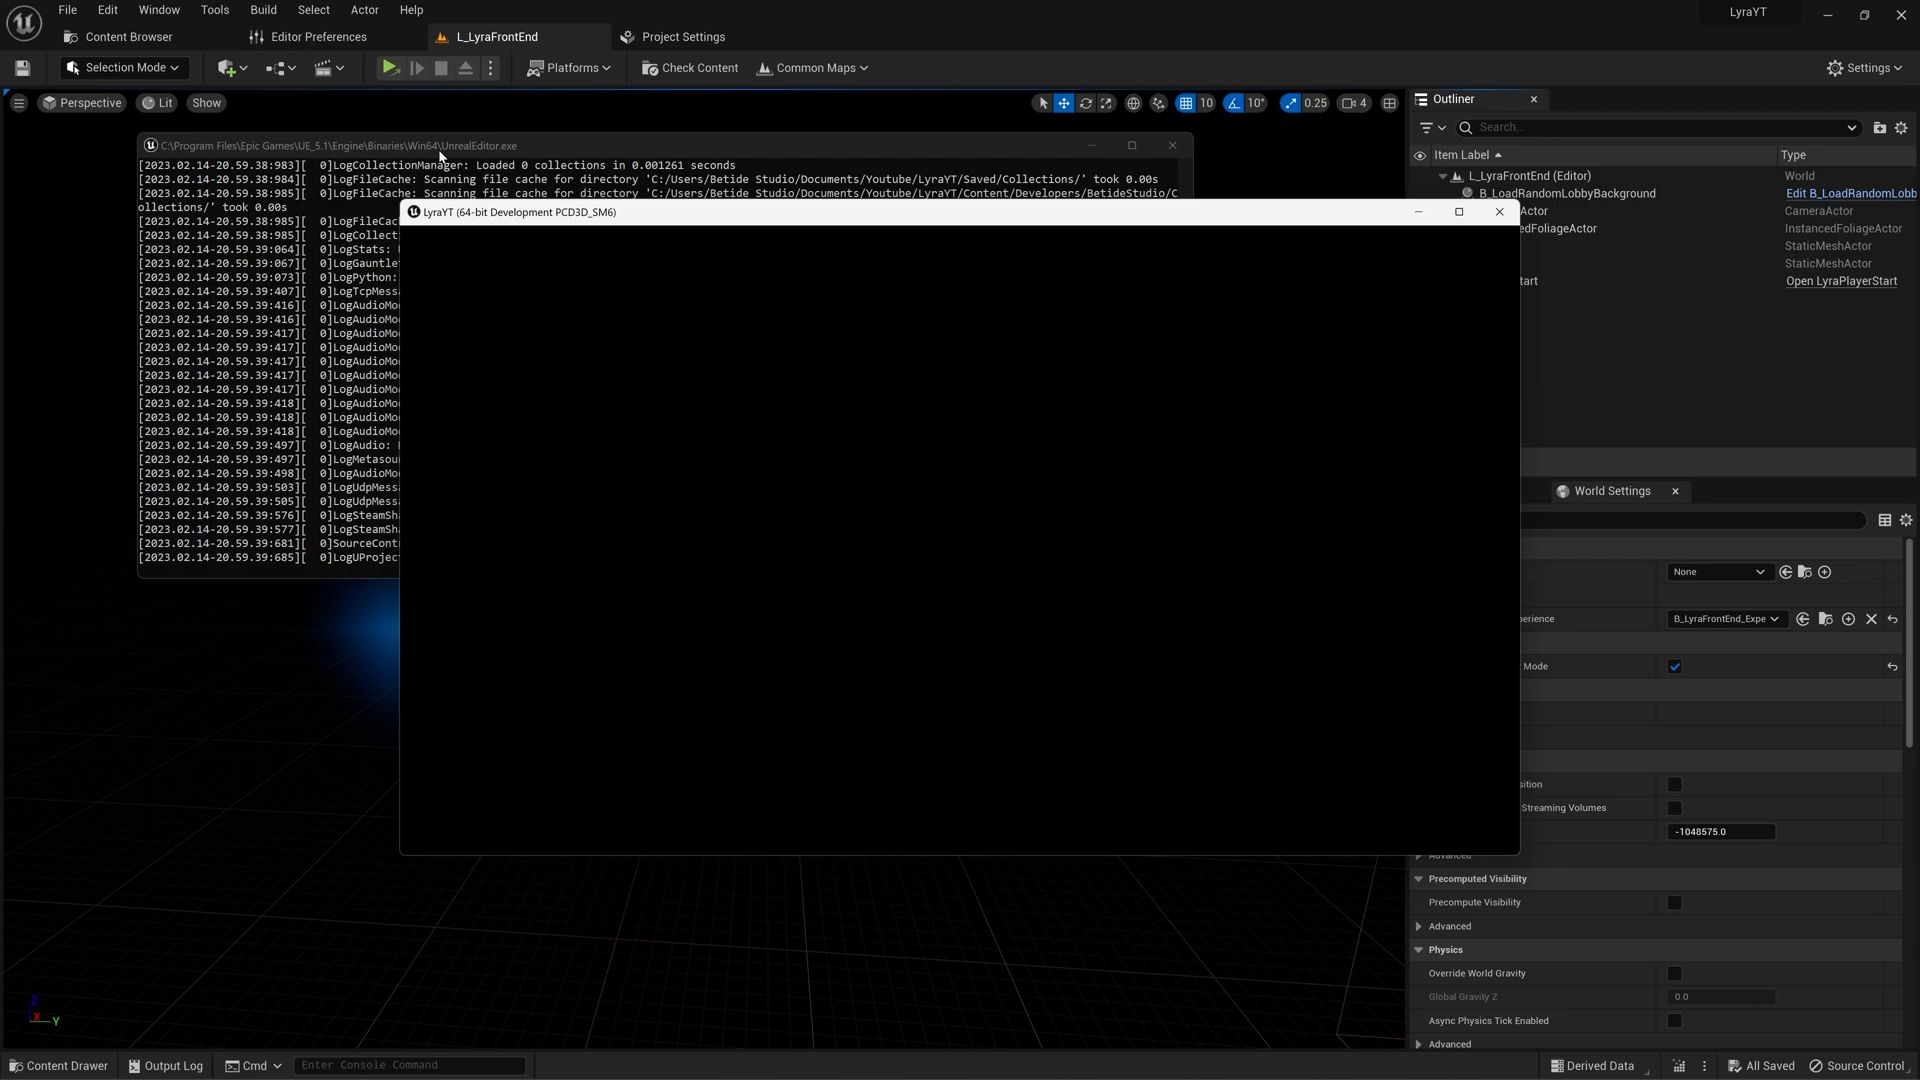 File Edit Window Tools Build Select Actor Help
LyraYT
Content Browser Editor Preferences L_LyraFrontEnd Project Settings
Selection Mode Platforms Check Content Common Maps Settings
Perspective Lit Show
10 10° 0.25 4
Outliner
Search...
Item Label Type
C:\Program Files\Epic Games\UE_5.1\Engine\Binaries\Win64\UnrealEditor.exe
[2023.02.14-20.59.38:983][  0]LogCollectionManager: Loaded 0 collections in 0.001261 seconds
[2023.02.14-20.59.38:984][  0]LogFileCache: Scanning file cache for directory 'C:/Users/Betide Studio/Documents/Youtube/LyraYT/Saved/Collections/' took 0.00s
[2023.02.14-20.59.38:985][  0]LogFileCache: Scanning file cache for directory 'C:/Users/Betide Studio/Documents/Youtube/LyraYT/Content/Developers/BetideStudio/C
ollections/' took 0.00s
[2023.02.14-20.59.38:985][  0]LogFileCac
[2023.02.14-20.59.38:985][  0]LogCollect
[2023.02.14-20.59.39:064][  0]LogStats:
[2023.02.14-20.59.39:067][  0]LogGauntle
[2023.02.14-20.59.39:073][  0]LogPython:
[2023.02.14-20.59.39:407][  0]LogTcpMess
[2023.02.14-20.59.39:416][  0]LogAudioMo
[2023.02.14-20.59.39:416][  0]LogAudioMo
[2023.02.14-20.59.39:417][  0]LogAudioMo
[2023.02.14-20.59.39:417][  0]LogAudioMo
[2023.02.14-20.59.39:417][  0]LogAudioMo
[2023.02.14-20.59.39:417][  0]LogAudioMo
[2023.02.14-20.59.39:417][  0]LogAudioMo
[2023.02.14-20.59.39:418][  0]LogAudioMo
[2023.02.14-20.59.39:418][  0]LogAudioMo
[2023.02.14-20.59.39:418][  0]LogAudioMo
[2023.02.14-20.59.39:497][  0]LogAudio:
[2023.02.14-20.59.39:497][  0]LogMetasou
[2023.02.14-20.59.39:498][  0]LogAudioMo
[2023.02.14-20.59.39:503][  0]LogUdpMess
[2023.02.14-20.59.39:505][  0]LogUdpMess
[2023.02.14-20.59.39:576][  0]LogSteamSh
[2023.02.14-20.59.39:577][  0]LogSteamSh
[2023.02.14-20.59.39:681][  0]SourceCont
[2023.02.14-20.59.39:685][  0]LogUProjec
LyraYT (64-bit Development PCD3D_SM6)
L_LyraFrontEnd (Editor) World
B_LoadRandomLobbyBackground Edit B_LoadRandomLobb
Actor CameraActor
edFoliageActor InstancedFoliageActor
StaticMeshActor
StaticMeshActor
tart Open LyraPlayerStart
World Settings
None
perience B_LyraFrontEnd_Expe
Mode
sition
Streaming Volumes
-1048575.0
Advanced
Precomputed Visibility
Precompute Visibility
Advanced
Physics
Override World Gravity
Global Gravity Z 0.0
Async Physics Tick Enabled
Advanced
Z
X Y
Content Drawer Output Log Cmd Enter Console Command Derived Data All Saved Source Control